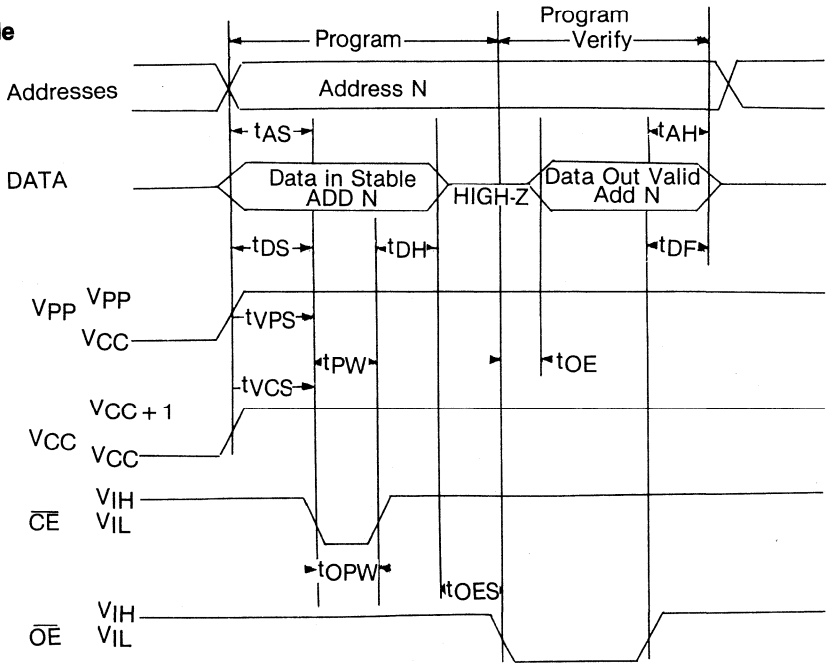 Program
Program Verify
Addresses
Address N
tAS
tAH
DATA
Data in Stable
ADD N
HIGH-Z
Data Out Valid
Add N
tDS
tDH
tDF
VPP
VPP
VCC
tVPS
tPW
tOE
tVCS
VCC + 1
VCC
VCC
VIH
CE
VIL
tOPW
tOES
VIH
OE
VIL